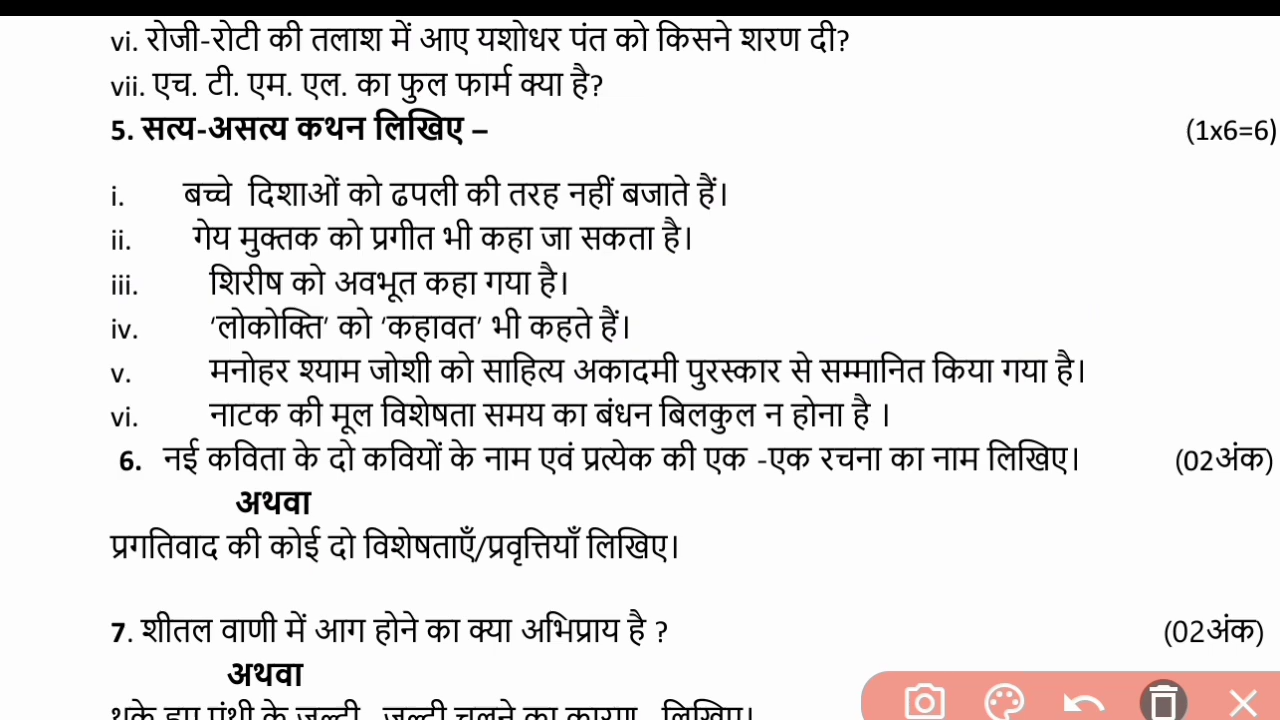 vi. रोजी-रोटी की तलाश में आए यशोधर पंत को किसने शरण दी?
vii. एच. टी. एम. एल. का फुल फार्म क्या है?
5. सत्य-असत्य कथन लिखिए – (1x6=6)
i. बच्चे दिशाओं को ढपली की तरह नहीं बजाते हैं।
ii. गेय मुक्तक को प्रगीत भी कहा जा सकता है।
iii. शिरीष को अवभूत कहा गया है।
iv. ‘लोकोक्ति’ को ‘कहावत’ भी कहते हैं।
v. मनोहर श्याम जोशी को साहित्य अकादमी पुरस्कार से सम्मानित किया गया है।
vi. नाटक की मूल विशेषता समय का बंधन बिलकुल न होना है ।
6. नई कविता के दो कवियों के नाम एवं प्रत्येक की एक -एक रचना का नाम लिखिए। (02अंक)
अथवा
प्रगतिवाद की कोई दो विशेषताएँ/प्रवृत्तियाँ लिखिए।
7. शीतल वाणी में आग होने का क्या अभिप्राय है ? (02अंक)
अथवा